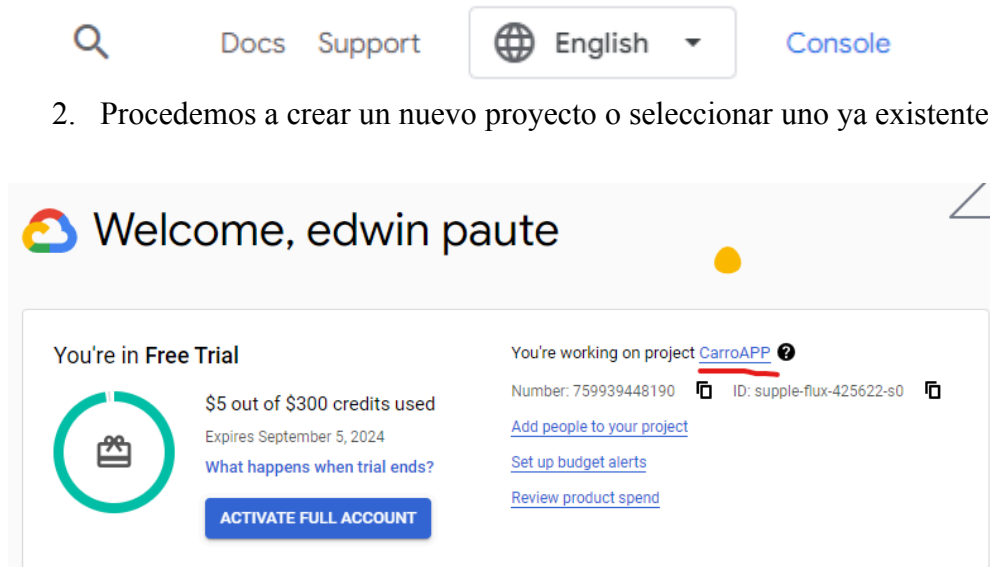 Docs Support English Console
2. Procedemos a crear un nuevo proyecto o seleccionar uno ya existente
Welcome, edwin paute
You're in Free Trial
$5 out of $300 credits used
Expires September 5, 2024
What happens when trial ends?
ACTIVATE FULL ACCOUNT
You're working on project CarroAPP ?
Number: 759939448190 ID: supple-flux-425622-s0
Add people to your project
Set up budget alerts
Review product spend